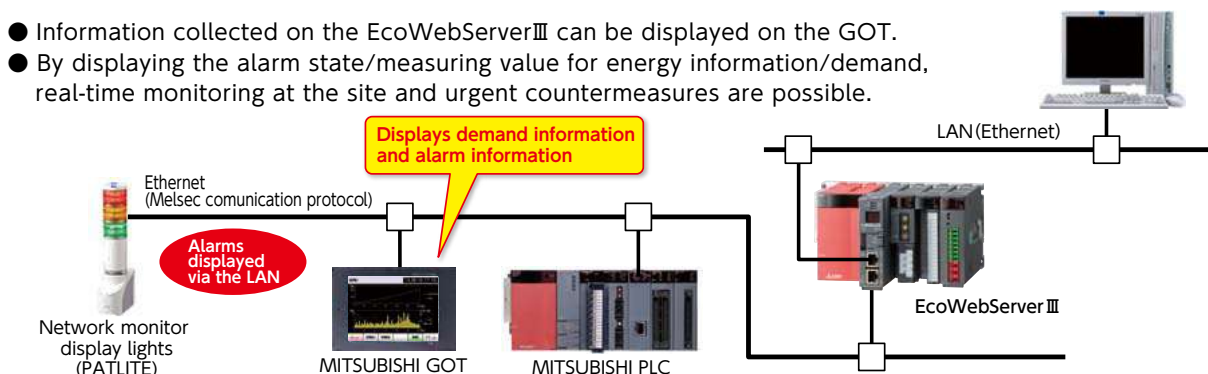 ● Information collected on the EcoWebServerⅢ can be displayed on the GOT.
● By displaying the alarm state/measuring value for energy information/demand,
real-time monitoring at the site and urgent countermeasures are possible.
Displays demand information
and alarm information
LAN(Ethernet)
Ethernet
(Melsec comunication protocol)
Alarms
displayed
via the LAN
EcoWebServerⅢ
Network monitor
display lights
(PATLITE)
MITSUBISHI GOT
MITSUBISHI PLC